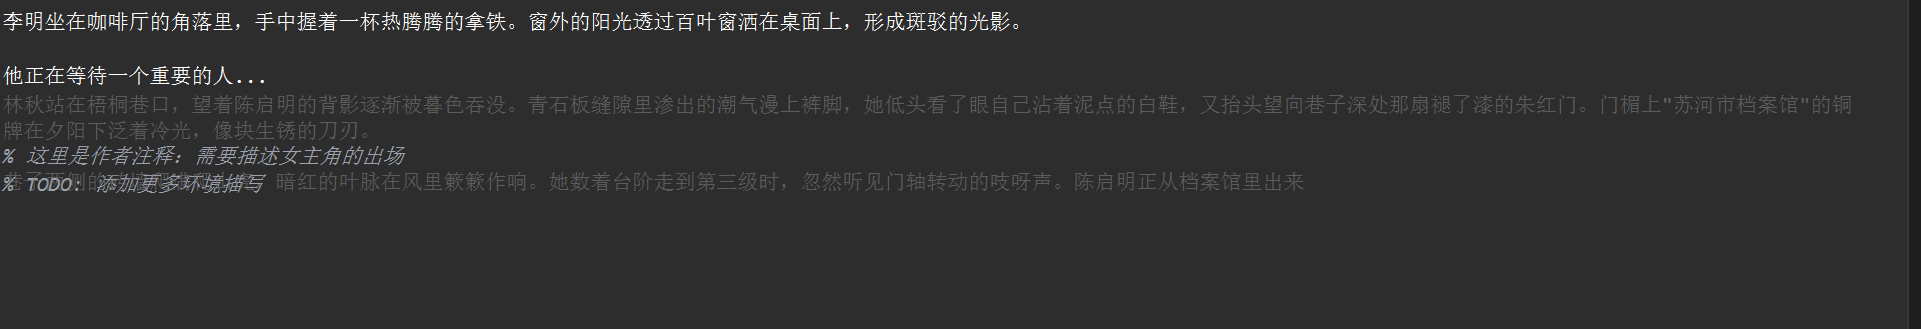 李明坐在咖啡厅的角落里，手中握着一杯热腾腾的拿铁。窗外的阳光透过百叶窗洒在桌面上，形成斑驳的光影。
他正在等待一个重要的人...
林秋站在梧桐巷口，望着陈启明的背影逐渐被暮色吞没。青石板缝隙里渗出的潮气漫上裤脚，她低头看了眼自己沾着泥点的白鞋，又抬头望向巷子深处那扇褪了漆的朱红门。门楣上"苏河市档案馆"的铜
牌在夕阳下泛着冷光，像块生锈的刀刃。
% 这里是作者注释：需要描述女主角的出场
% TODO: 添加更多环境描写
巷子两侧的 暗红的叶脉在风里簌簌作响。她数着台阶走到第三级时，忽然听见门轴转动的吱呀声。陈启明正从档案馆里出来